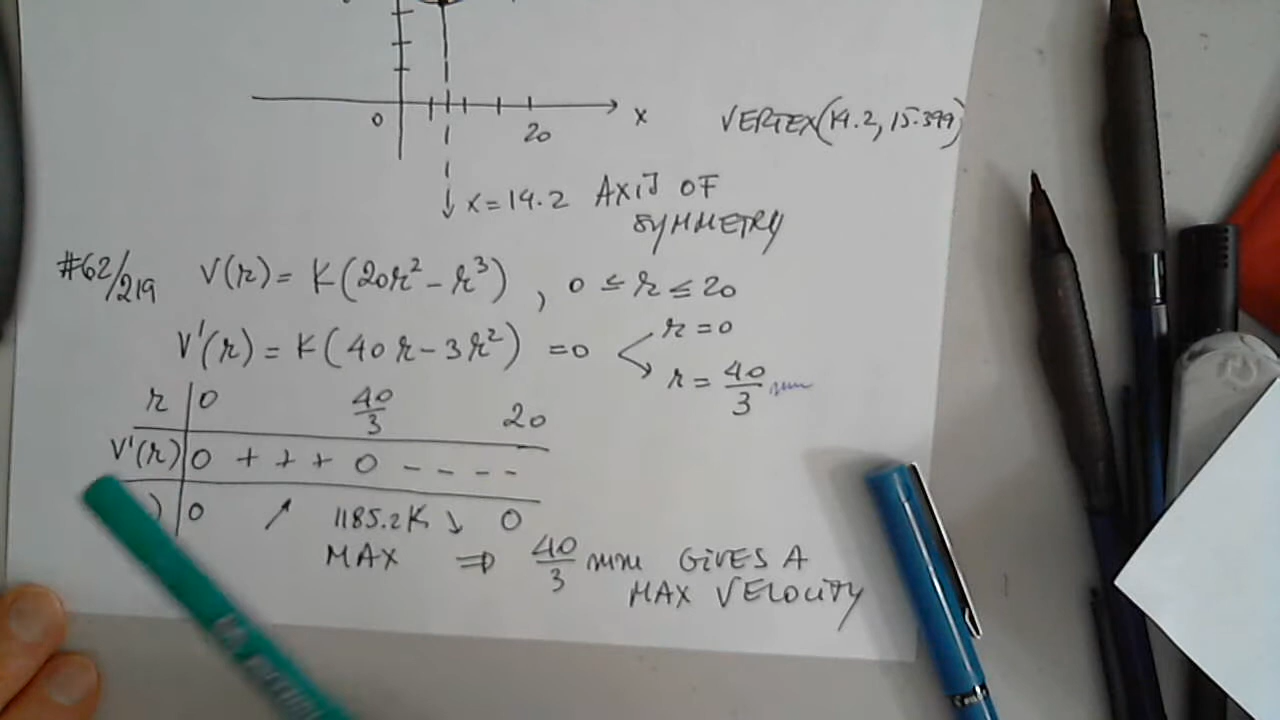 0
20
x
VERTEX(14.2, 15.399)
x=14.2 AXIS OF
SYMMETRY
#62/219 V(r)= K(20r² - r³) , 0 ≤ r ≤ 20
V'(r) = K(40r - 3r²) = 0
r = 0
r = 40/3 mm
r 0 40/3 20
V'(r) 0 + + + 0 - - - -
) 0 ↗ 1185.2K ↘ 0
MAX ⇒ 40/3 mm GIVES A
MAX VELOCITY